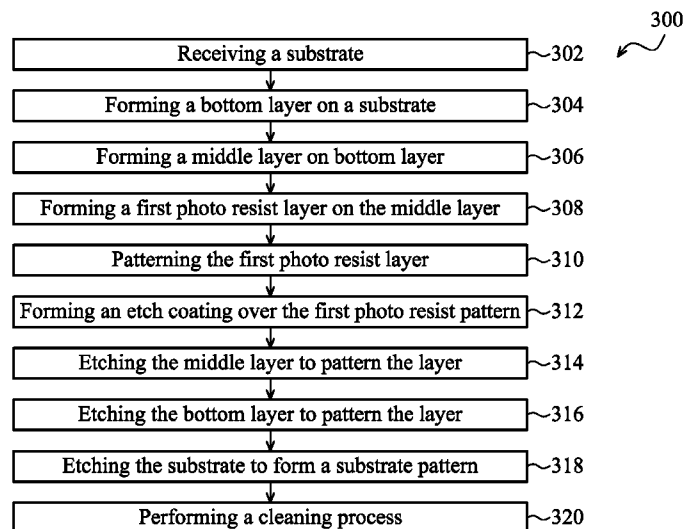 300
Receiving a substrate 302
Forming a bottom layer on a substrate 304
Forming a middle layer on bottom layer 306
Forming a first photo resist layer on the middle layer 308
Patterning the first photo resist layer 310
Forming an etch coating over the first photo resist pattern 312
Etching the middle layer to pattern the layer 314
Etching the bottom layer to pattern the layer 316
Etching the substrate to form a substrate pattern 318
Performing a cleaning process 320